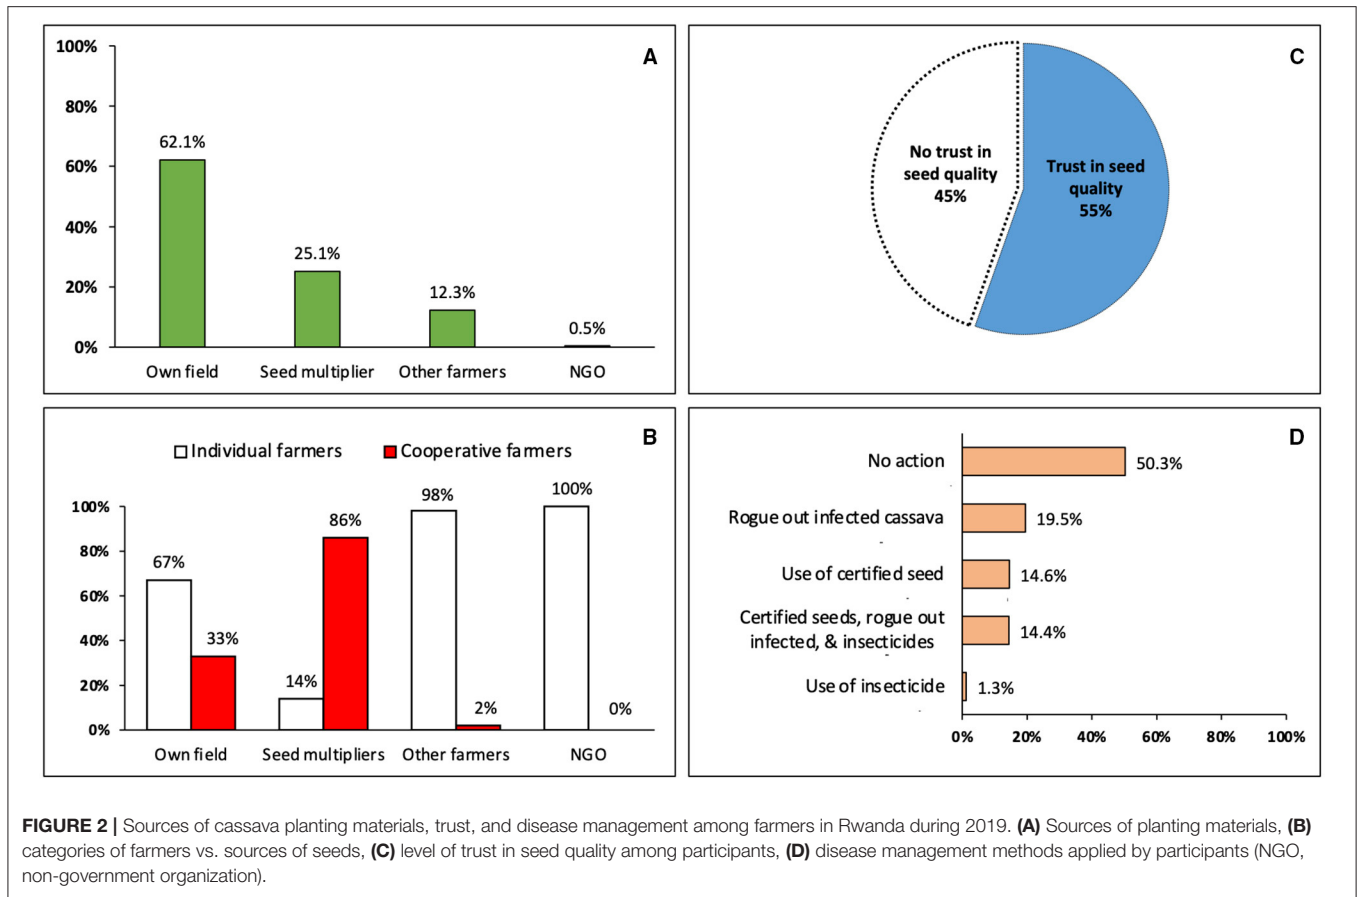 A
100%
80%
60%
40%
20%
0%
62.1%
25.1%
12.3%
0.5%
Own field
Seed multiplier
Other farmers
NGO
C
No trust in
seed quality
45%
Trust in seed
quality
55%
B
Individual farmers
Cooperative farmers
100%
80%
60%
40%
20%
0%
67%
33%
14%
86%
98%
2%
100%
0%
Own field
Seed multipliers
Other farmers
NGO
D
No action
50.3%
Rogue out infected cassava
19.5%
Use of certified seed
14.6%
Certified seeds, rogue out
infected, & insecticides
14.4%
Use of insecticide
1.3%
0%
20%
40%
60%
80%
100%
FIGURE 2 | Sources of cassava planting materials, trust, and disease management among farmers in Rwanda during 2019. (A) Sources of planting materials, (B)
categories of farmers vs. sources of seeds, (C) level of trust in seed quality among participants, (D) disease management methods applied by participants (NGO,
non-government organization).